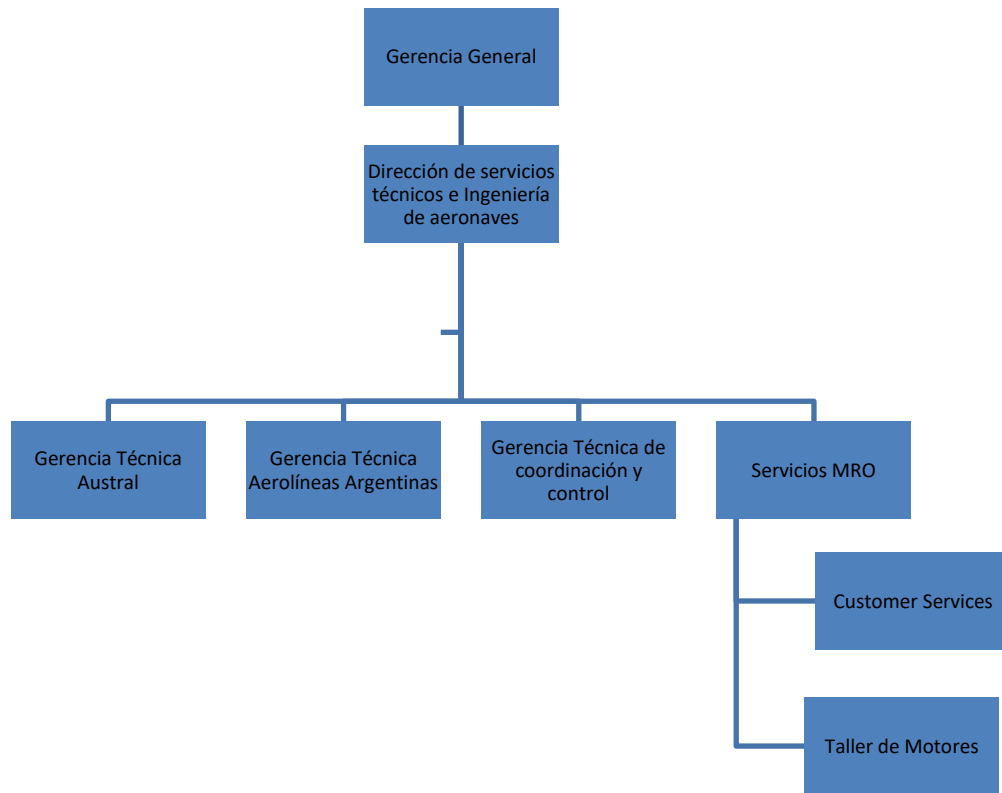 Gerencia General
Dirección de servicios
técnicos e Ingeniería
de aeronaves
Gerencia Técnica
Austral
Gerencia Técnica
Aerolíneas Argentinas
Gerencia Técnica de
coordinación y
control
Servicios MRO
Customer Services
Taller de Motores